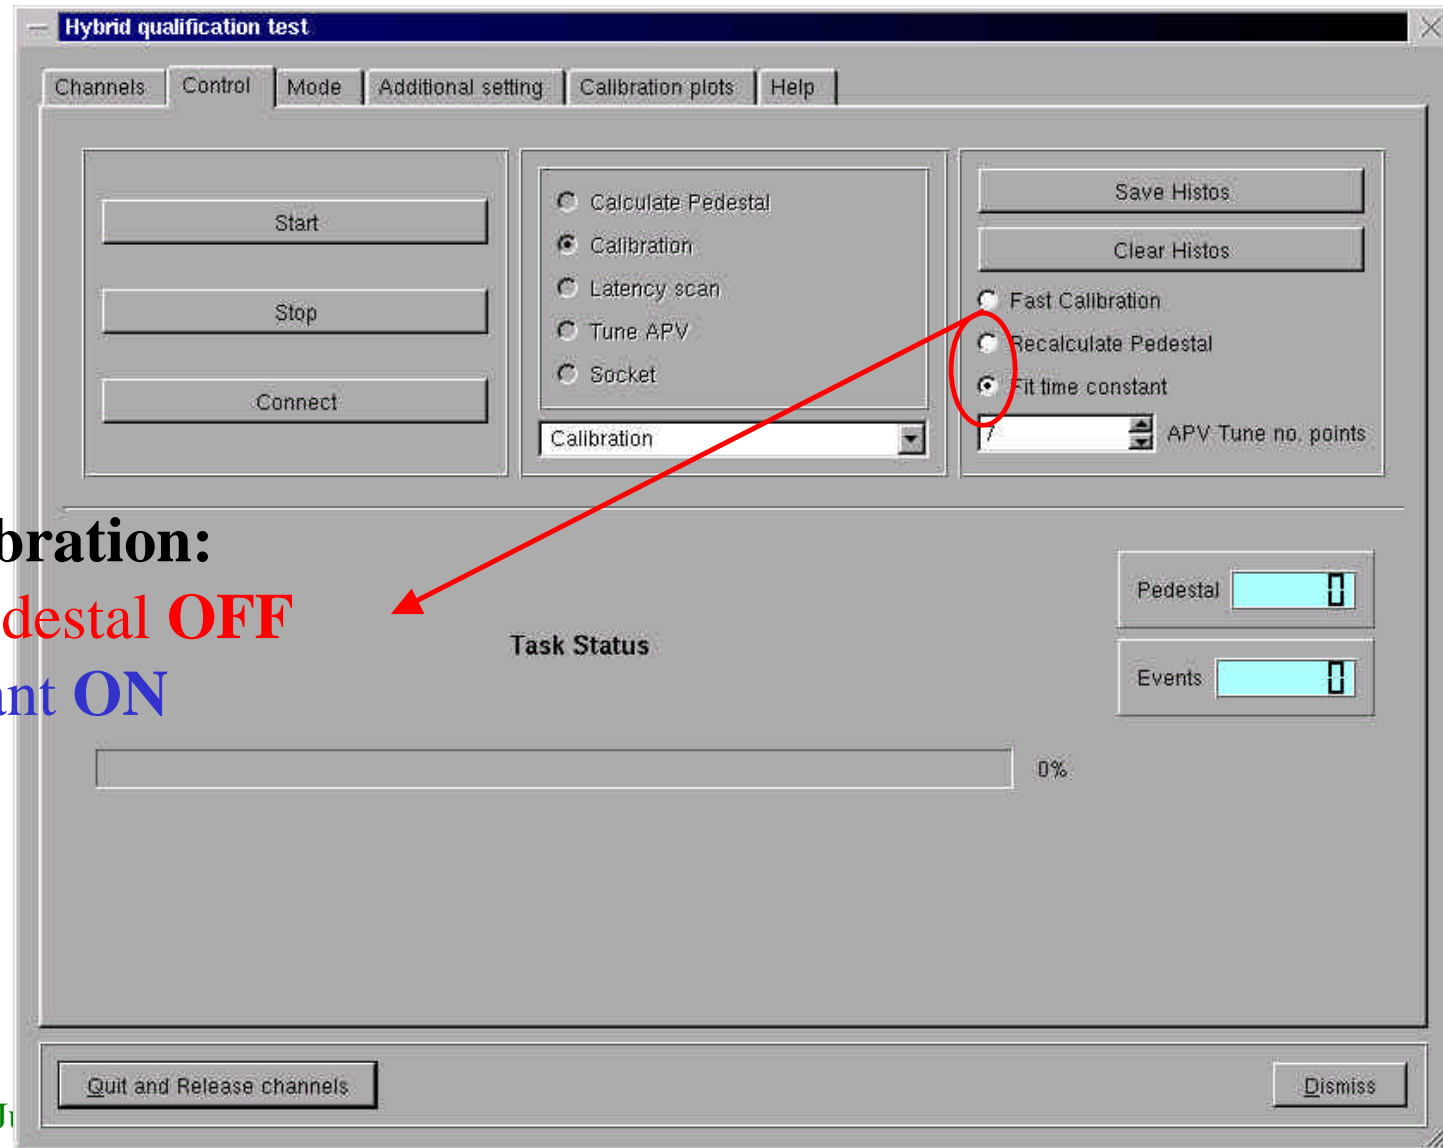 Hybrid qualification test
Channels Control Mode Additional setting Calibration plots Help
Start
Stop
Connect
Calculate Pedestal
Calibration
Latency scan
Tune APV
Socket
Calibration
Save Histos
Clear Histos
Fast Calibration
Recalculate Pedestal
Fit time constant
7 APV Tune no. points
bration:
destal OFF
ant ON
Task Status
Pedestal 0
Events 0
0%
Quit and Release channels
Dismiss